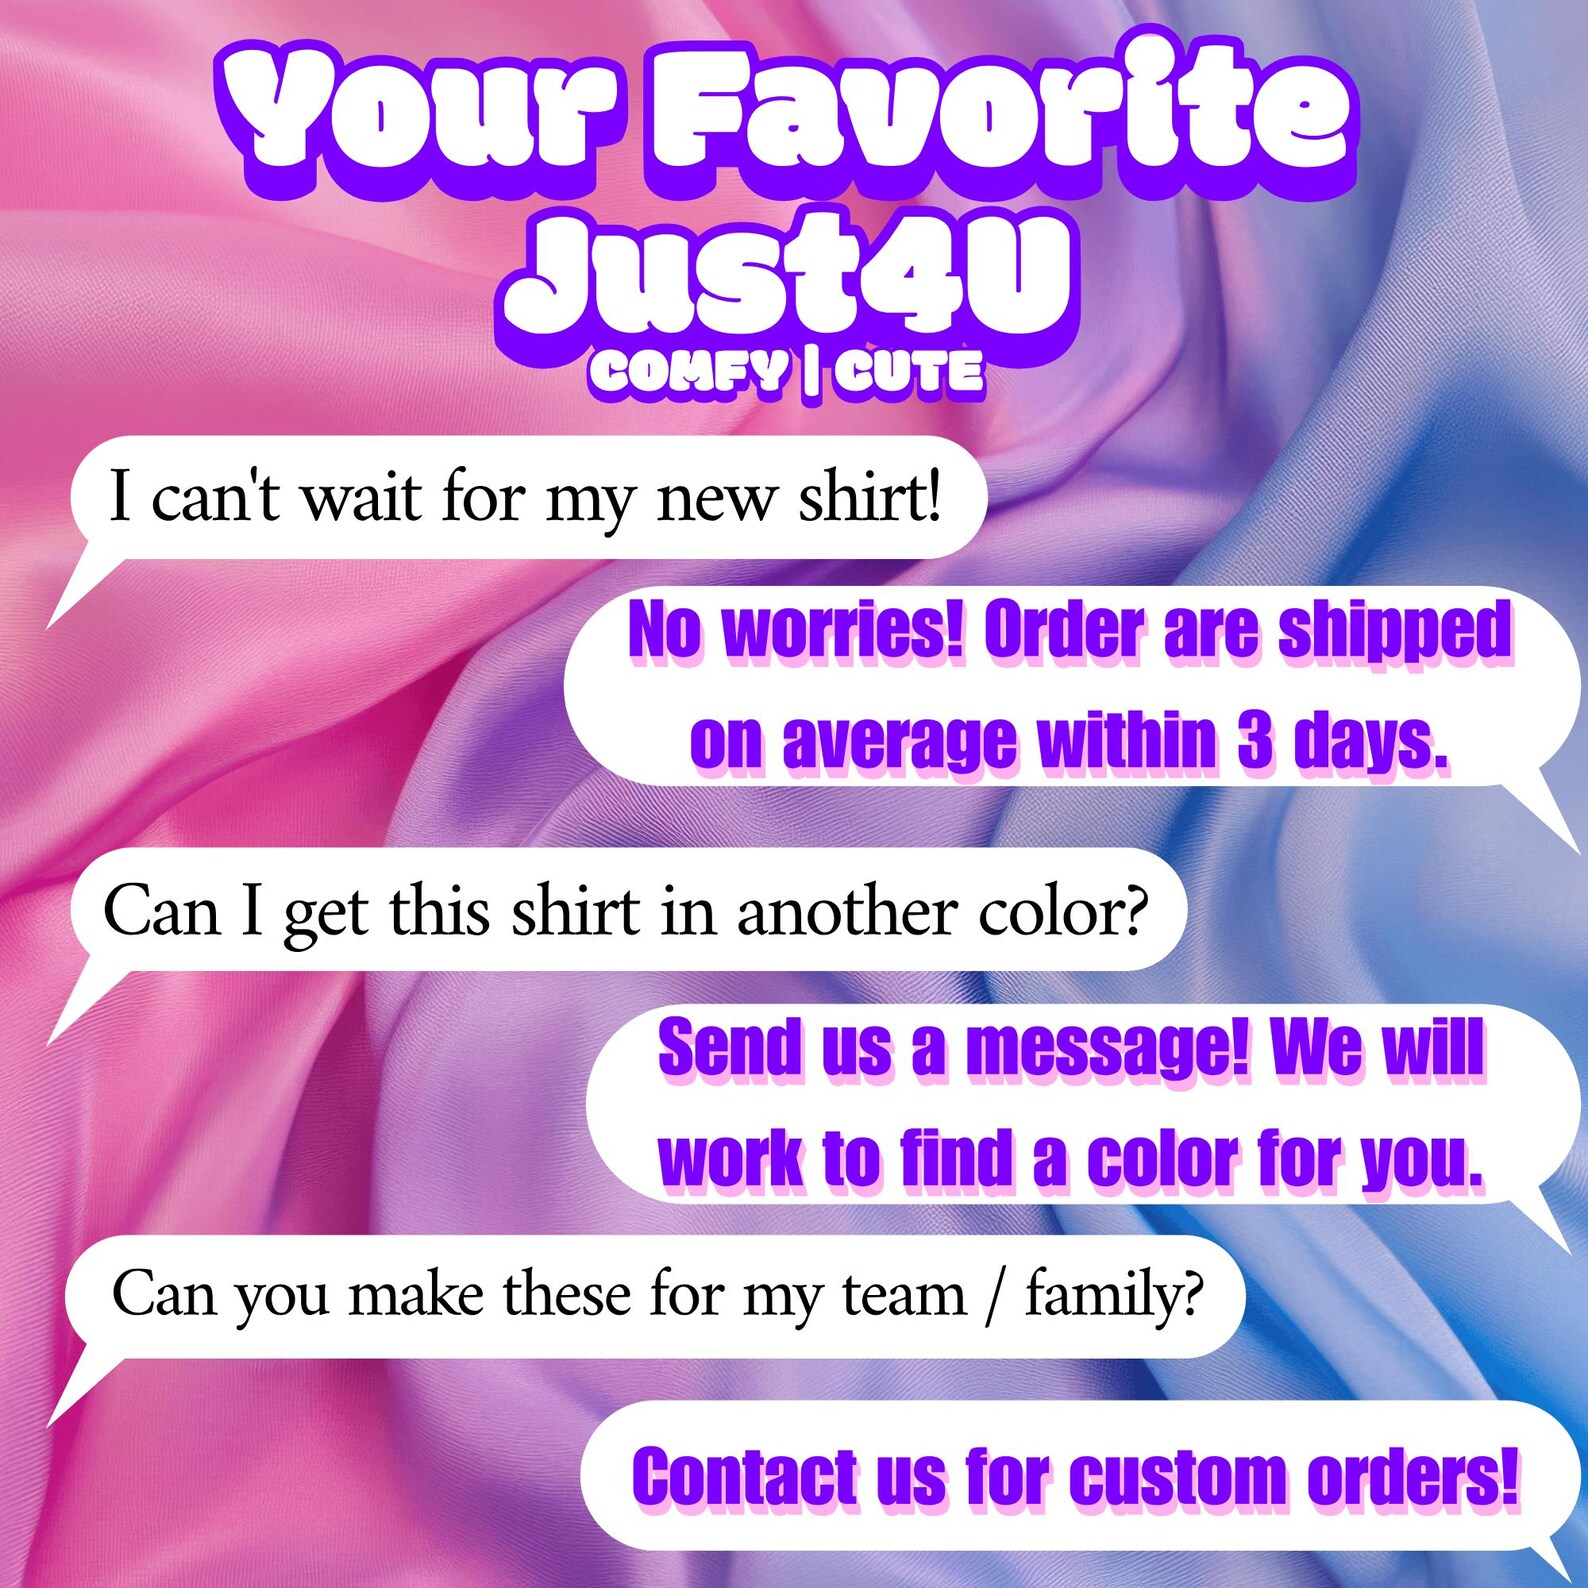 Your Favorite
Just4U
COMFY | CUTE
I can't wait for my new shirt!
No worries! Order are shipped
on average within 3 days.
Can I get this shirt in another color?
Send us a message! We will
work to find a color for you.
Can you make these for my team / family?
Contact us for custom orders!